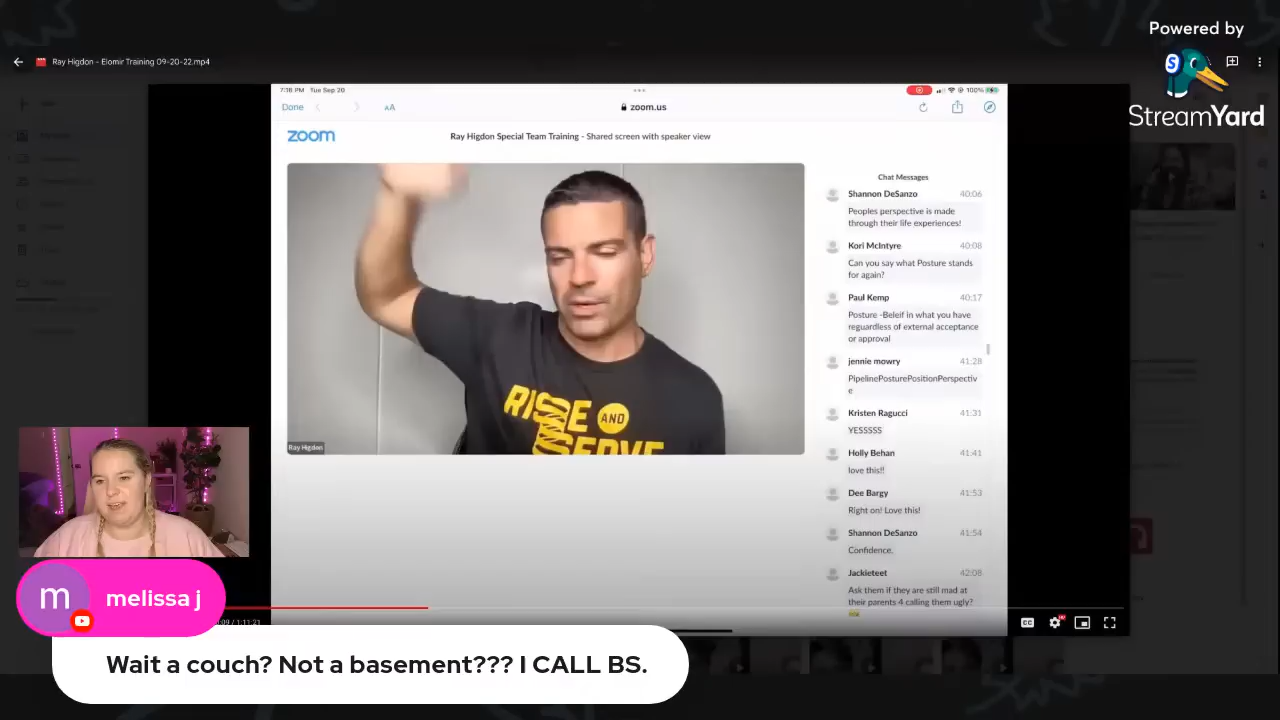 Powered by
StreamYard
Ray Higdon - Elomir Training 09-20-22.mp4
7:16 PM Tue Sep 20
100%
Done
AA
zoom.us
zoom
Ray Higdon Special Team Training - Shared screen with speaker view
Chat Messages
Shannon DeSanzo 40:06
Peoples perspective is made
through their life experiences!
Kori McIntyre 40:08
Can you say what Posture stands
for again?
Paul Kemp 40:17
Posture -Beleif in what you have
reguardless of external acceptance
or approval
jennie mowry 41:28
PipelinePosturePositionPerspectiv
e
Kristen Ragucci 41:31
YESSSSS
Holly Behan 41:41
love this!!
Dee Bargy 41:53
Right on! Love this!
Shannon DeSanzo 41:54
Confidence.
Jackieteet 42:08
Ask them if they are still mad at
their parents 4 calling them ugly?
RISE AND
SERVE
Ray Higdon
m
melissa j
1:11:21
CC
Wait a couch? Not a basement??? I CALL BS.